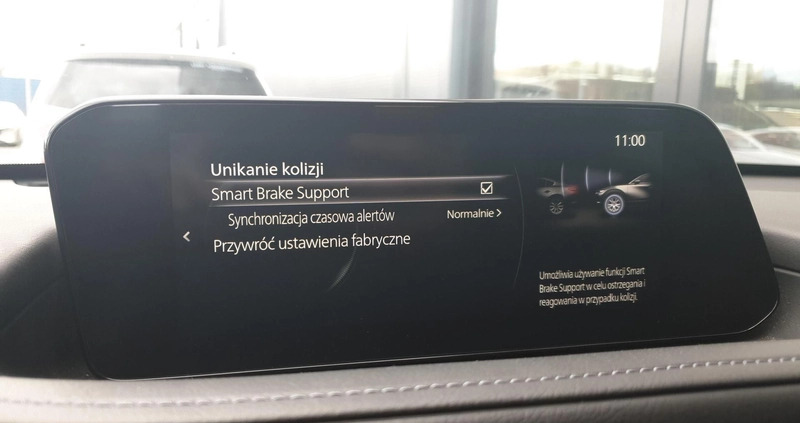 11:00
Unikanie kolizji
Smart Brake Support
Synchronizacja czasowa alertów Normalnie
Przywróć ustawienia fabryczne
Umożliwia używanie funkcji Smart
Brake Support w celu ostrzegania i
reagowania w przypadku kolizji.